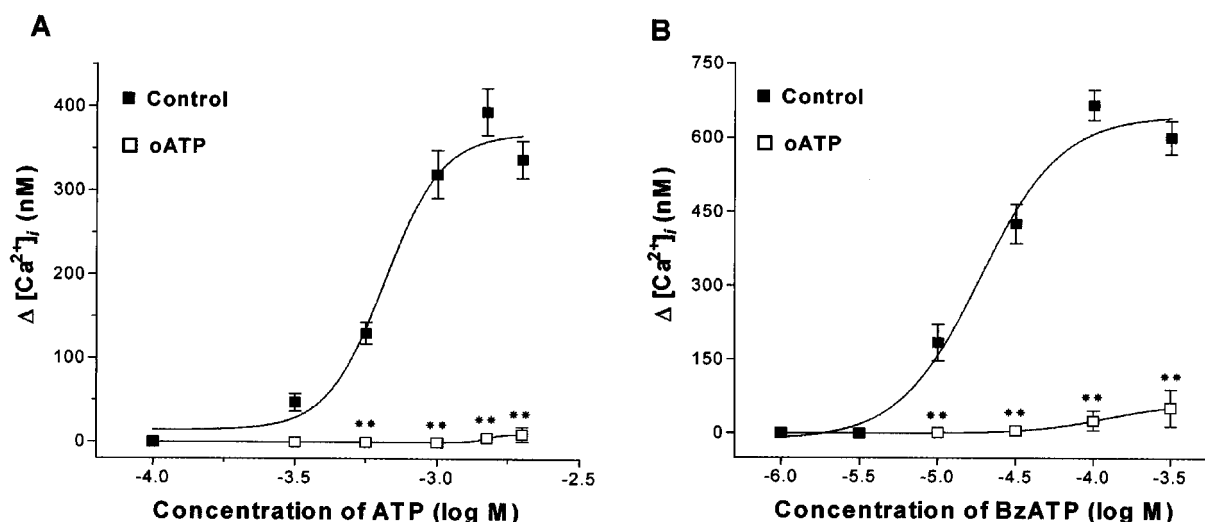 A
Control
oATP
Δ [Ca²⁺]ᵢ (nM)
400
300
200
100
0
**
**
**
**
-4.0
-3.5
-3.0
-2.5
Concentration of ATP (log M)
B
Control
oATP
Δ [Ca²⁺]ᵢ (nM)
750
600
450
300
150
0
**
**
**
**
-6.0
-5.5
-5.0
-4.5
-4.0
-3.5
Concentration of BzATP (log M)